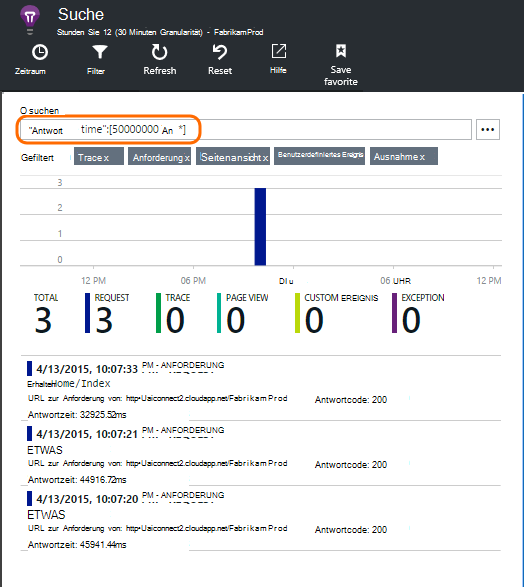 Suche
Stunden Sie 12 (30 Minuten Granularität) - FabrikamProd
Zeitraum Filter Refresh Reset Hilfe Save favorite
O suchen
"Antwort time":[50000000 An *]
Gefiltert Trace x Anforderung x Seitenansicht x Benutzerdefiniertes Ereignis Ausnahme x
3
2
1
0
12 PM 06 PM DI u 06 UHR 12 PM
TOTAL REQUEST TRACE PAGE VIEW CUSTOM EREIGNIS EXCEPTION
3 3 0 0 0 0
4/13/2015, 10:07:33 PM - ANFORDERUNG
ErhalteHome/Index
URL zur Anforderung von: http•Uaiconnect2.cloudapp.net/FabrikamProd Antwortcode: 200
Antwortzeit: 32925.52ms
4/13/2015, 10:07:21 PM - ANFORDERUNG
ETWAS
URL zur Anforderung von: http•Uaiconnect2.cloudapp.net/FabrikamProd Antwortcode: 200
Antwortzeit: 44916.72ms
4/13/2015, 10:07:20 PM - ANFORDERUNG
ETWAS
URL zur Anforderung von: http•Uaiconnect2.cloudapp.net/FabrikamProd Antwortcode: 200
Antwortzeit: 45941.44ms